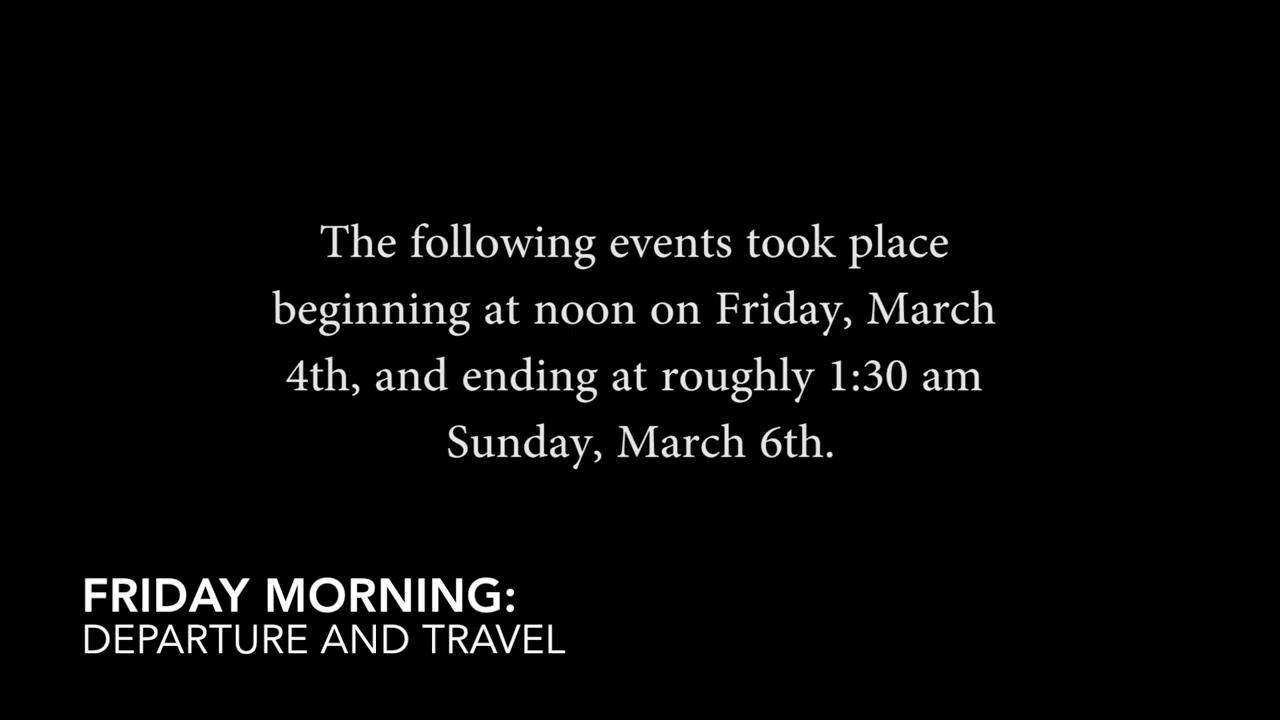 The following events took place
beginning at noon on Friday, March
4th, and ending at roughly 1:30 am
Sunday, March 6th.
FRIDAY MORNING:
DEPARTURE AND TRAVEL